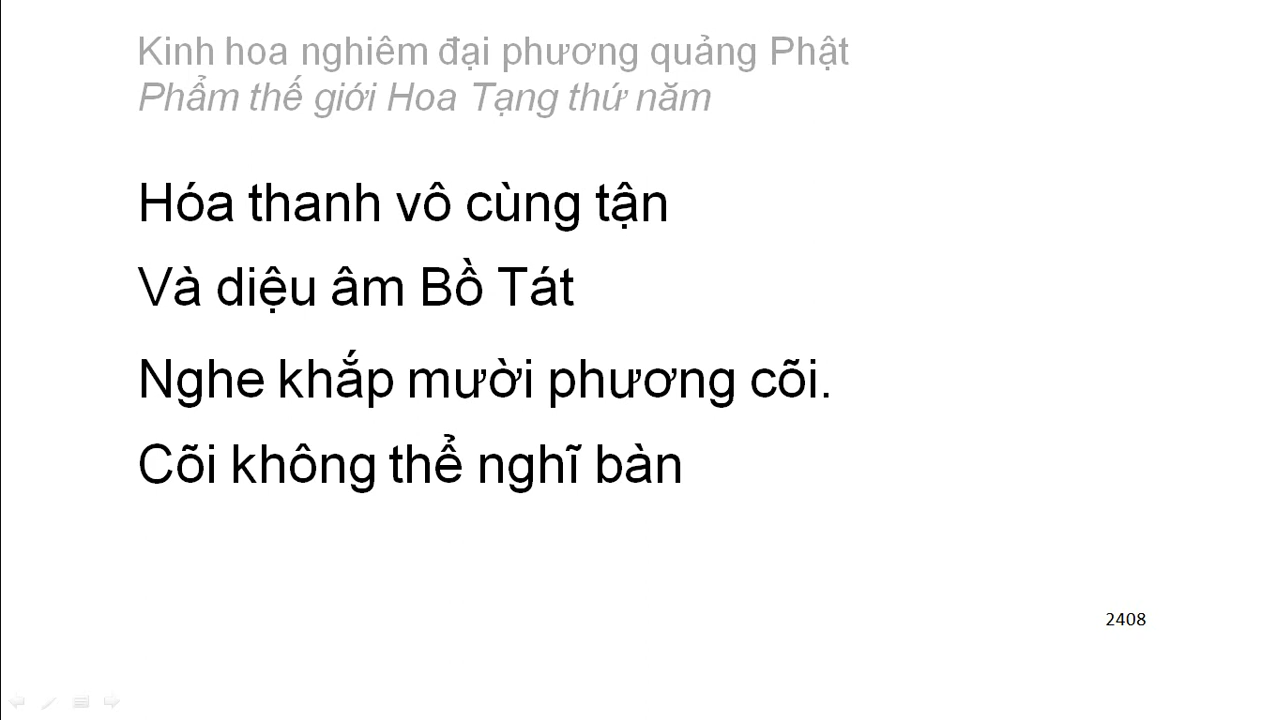 Kinh hoa nghiêm đại phương quảng Phật
Phẩm thế giới Hoa Tạng thứ năm
Hóa thanh vô cùng tận
Và diệu âm Bồ Tát
Nghe khắp mười phương cõi.
Cõi không thể nghĩ bàn
2408